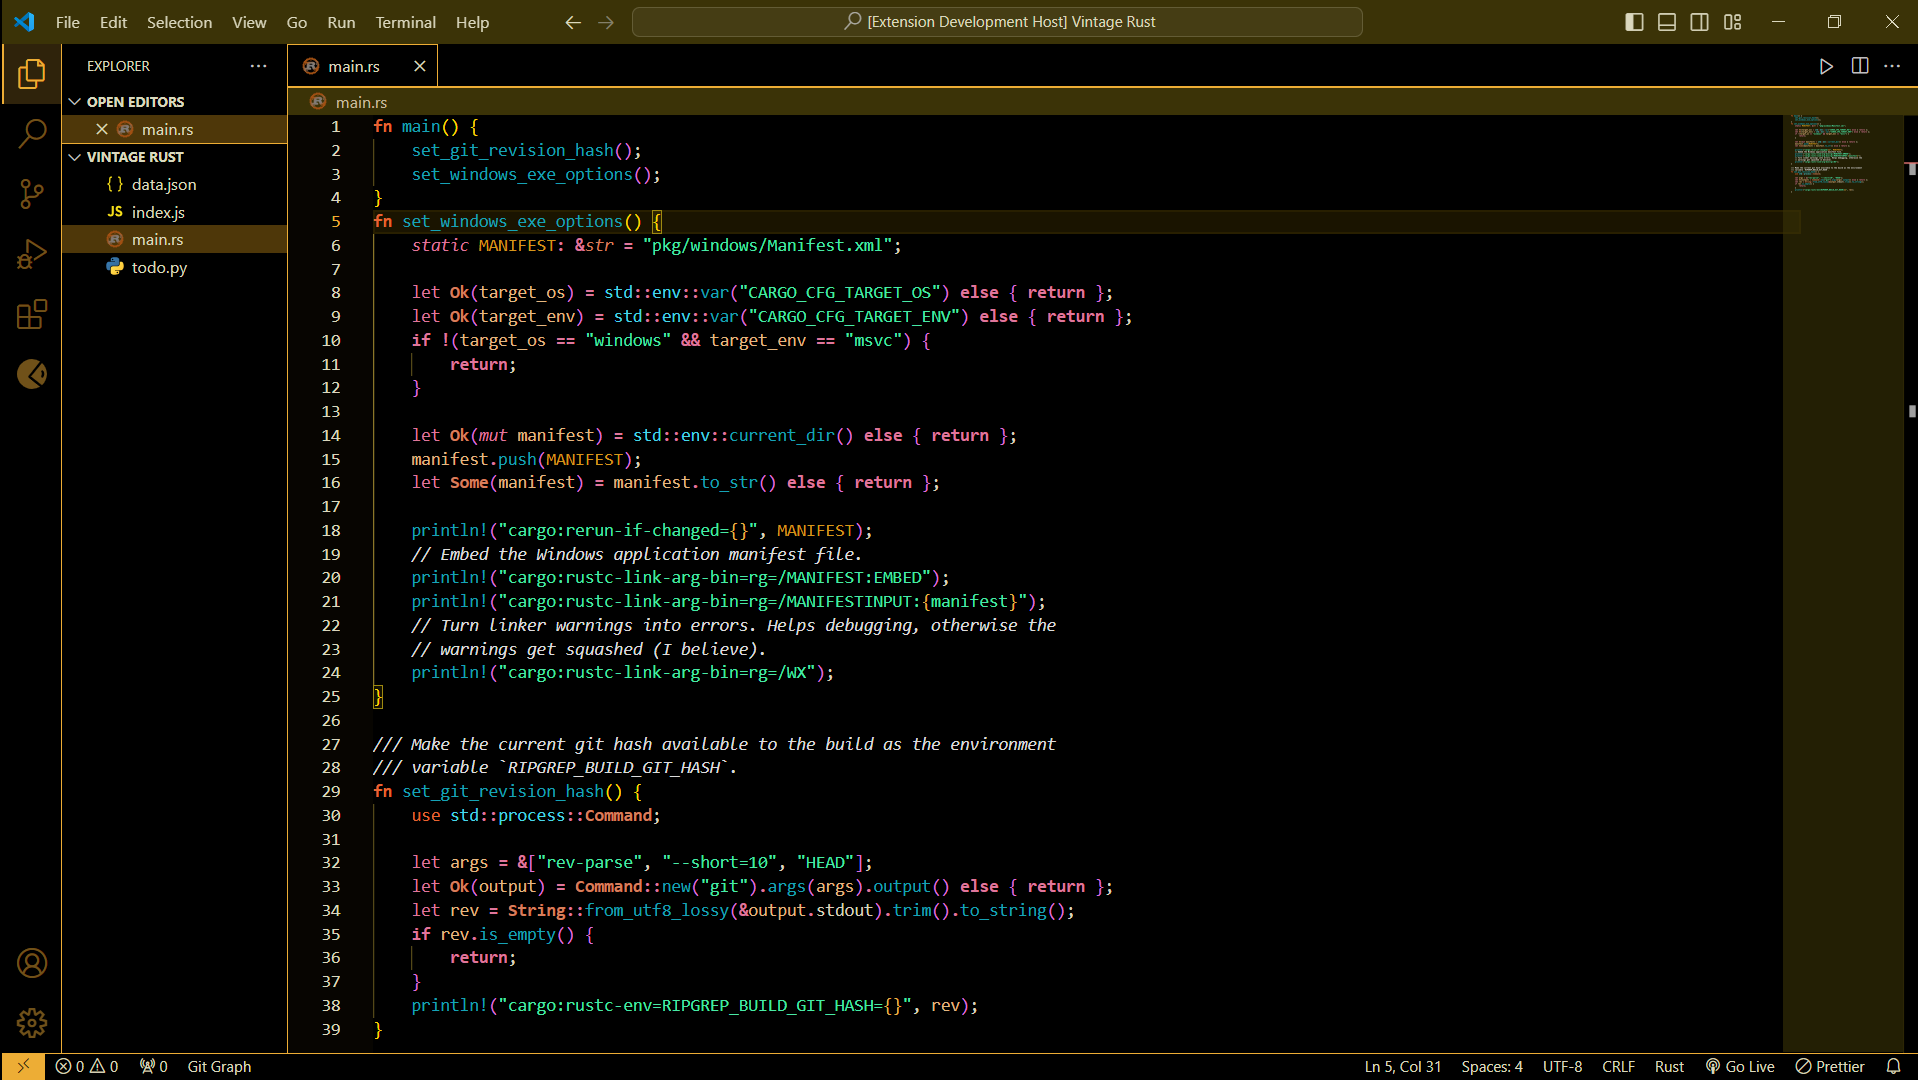 File Edit Selection View Go Run Terminal Help
[Extension Development Host] Vintage Rust
EXPLORER
OPEN EDITORS
main.rs
VINTAGE RUST
{ } data.json
JS index.js
main.rs
todo.py
main.rs
main.rs
1 fn main() {
2     set_git_revision_hash();
3     set_windows_exe_options();
4 }
5 fn set_windows_exe_options() {
6     static MANIFEST: &str = "pkg/windows/Manifest.xml";
7
8     let Ok(target_os) = std::env::var("CARGO_CFG_TARGET_OS") else { return };
9     let Ok(target_env) = std::env::var("CARGO_CFG_TARGET_ENV") else { return };
10     if !(target_os == "windows" && target_env == "msvc") {
11         return;
12     }
13
14     let Ok(mut manifest) = std::env::current_dir() else { return };
15     manifest.push(MANIFEST);
16     let Some(manifest) = manifest.to_str() else { return };
17
18     println!("cargo:rerun-if-changed={}", MANIFEST);
19     // Embed the Windows application manifest file.
20     println!("cargo:rustc-link-arg-bin=rg=/MANIFEST:EMBED");
21     println!("cargo:rustc-link-arg-bin=rg=/MANIFESTINPUT:{manifest}");
22     // Turn linker warnings into errors. Helps debugging, otherwise the
23     // warnings get squashed (I believe).
24     println!("cargo:rustc-link-arg-bin=rg=/WX");
25 }
26
27 /// Make the current git hash available to the build as the environment
28 /// variable `RIPGREP_BUILD_GIT_HASH`.
29 fn set_git_revision_hash() {
30     use std::process::Command;
31
32     let args = &["rev-parse", "--short=10", "HEAD"];
33     let Ok(output) = Command::new("git").args(args).output() else { return };
34     let rev = String::from_utf8_lossy(&output.stdout).trim().to_string();
35     if rev.is_empty() {
36         return;
37     }
38     println!("cargo:rustc-env=RIPGREP_BUILD_GIT_HASH={}", rev);
39 }
0 0 0 Git Graph
Ln 5, Col 31 Spaces: 4 UTF-8 CRLF Rust Go Live Prettier